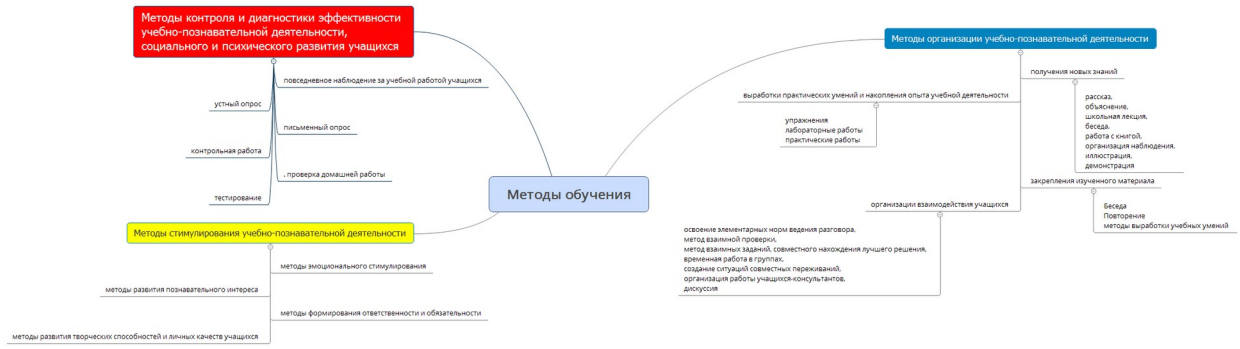 Методы контроля и диагностики эффективности
учебно-познавательной деятельности,
социального и психического развития учащихся
повседневное наблюдение за учебной работой учащихся
устный опрос
письменный опрос
контрольная работа
. проверка домашней работы
тестирование
Методы обучения
Методы стимулирования учебно-познавательной деятельности
методы эмоционального стимулирования
методы развития познавательного интереса
методы формирования ответственности и обязательности
методы развития творческих способностей и личных качеств учащихся
Методы организации учебно-познавательной деятельности
получения новых знаний
рассказ,
объяснение,
школьная лекция,
беседа,
работа с книгой,
организация наблюдения,
иллюстрация,
демонстрация
выработки практических умений и накопления опыта учебной деятельности
упражнения
лабораторные работы
практические работы
закрепления изученного материала
Беседа
Повторение
методы выработки учебных умений
организации взаимодействия учащихся
освоение элементарных норм ведения разговора,
метод взаимной проверки,
метод взаимных заданий, совместного нахождения лучшего решения,
временная работа в группах,
создание ситуаций совместных переживаний,
организация работы учащихся-консультантов,
дискуссия